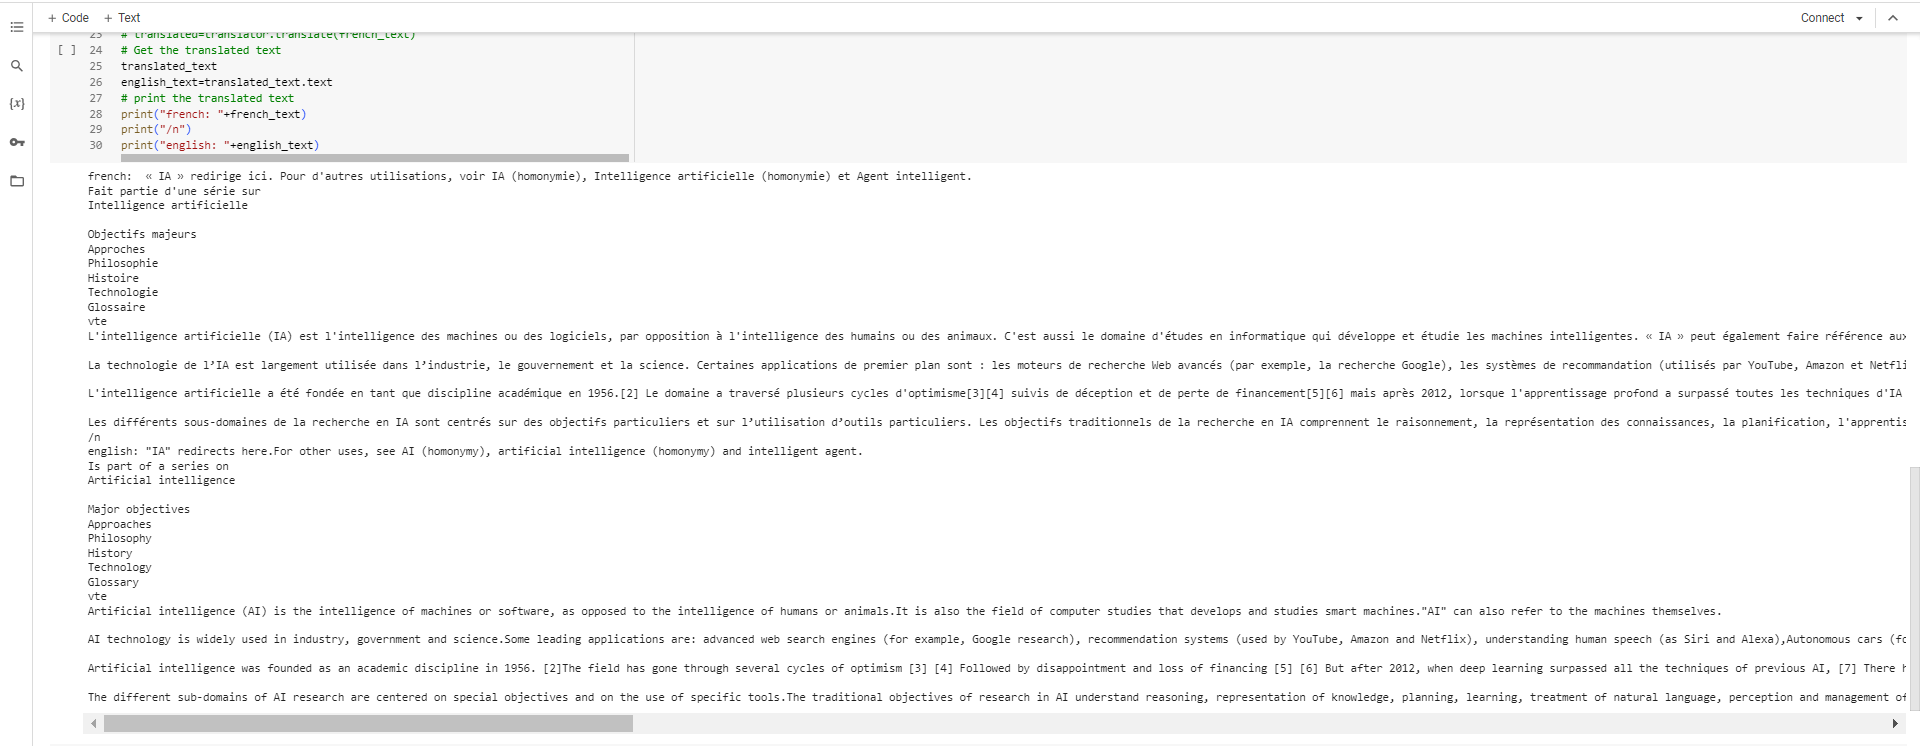 + Code + Text
Connect
23 # translated=translator.translate(french_text)
[ ] 24 # Get the translated text
25 translated_text
26 english_text=translated_text.text
27 # print the translated text
28 print("french: "+french_text)
29 print("/n")
30 print("english: "+english_text)
french:  « IA » redirige ici. Pour d'autres utilisations, voir IA (homonymie), Intelligence artificielle (homonymie) et Agent intelligent.
Fait partie d'une série sur
Intelligence artificielle
Objectifs majeurs
Approches
Philosophie
Histoire
Technologie
Glossaire
vte
L'intelligence artificielle (IA) est l'intelligence des machines ou des logiciels, par opposition à l'intelligence des humains ou des animaux. C'est aussi le domaine d'études en informatique qui développe et étudie les machines intelligentes. « IA » peut également faire référence aux
La technologie de l’IA est largement utilisée dans l’industrie, le gouvernement et la science. Certaines applications de premier plan sont : les moteurs de recherche Web avancés (par exemple, la recherche Google), les systèmes de recommandation (utilisés par YouTube, Amazon et Netfli
L'intelligence artificielle a été fondée en tant que discipline académique en 1956.[2] Le domaine a traversé plusieurs cycles d'optimisme[3][4] suivis de déception et de perte de financement[5][6] mais après 2012, lorsque l'apprentissage profond a surpassé toutes les techniques d'IA
Les différents sous-domaines de la recherche en IA sont centrés sur des objectifs particuliers et sur l’utilisation d’outils particuliers. Les objectifs traditionnels de la recherche en IA comprennent le raisonnement, la représentation des connaissances, la planification, l'apprentis
/n
english: "IA" redirects here.For other uses, see AI (homonymy), artificial intelligence (homonymy) and intelligent agent.
Is part of a series on
Artificial intelligence
Major objectives
Approaches
Philosophy
History
Technology
Glossary
vte
Artificial intelligence (AI) is the intelligence of machines or software, as opposed to the intelligence of humans or animals.It is also the field of computer studies that develops and studies smart machines."AI" can also refer to the machines themselves.
AI technology is widely used in industry, government and science.Some leading applications are: advanced web search engines (for example, Google research), recommendation systems (used by YouTube, Amazon and Netflix), understanding human speech (as Siri and Alexa),Autonomous cars (fo
Artificial intelligence was founded as an academic discipline in 1956. [2]The field has gone through several cycles of optimism [3] [4] Followed by disappointment and loss of financing [5] [6] But after 2012, when deep learning surpassed all the techniques of previous AI, [7] There h
The different sub-domains of AI research are centered on special objectives and on the use of specific tools.The traditional objectives of research in AI understand reasoning, representation of knowledge, planning, learning, treatment of natural language, perception and management of